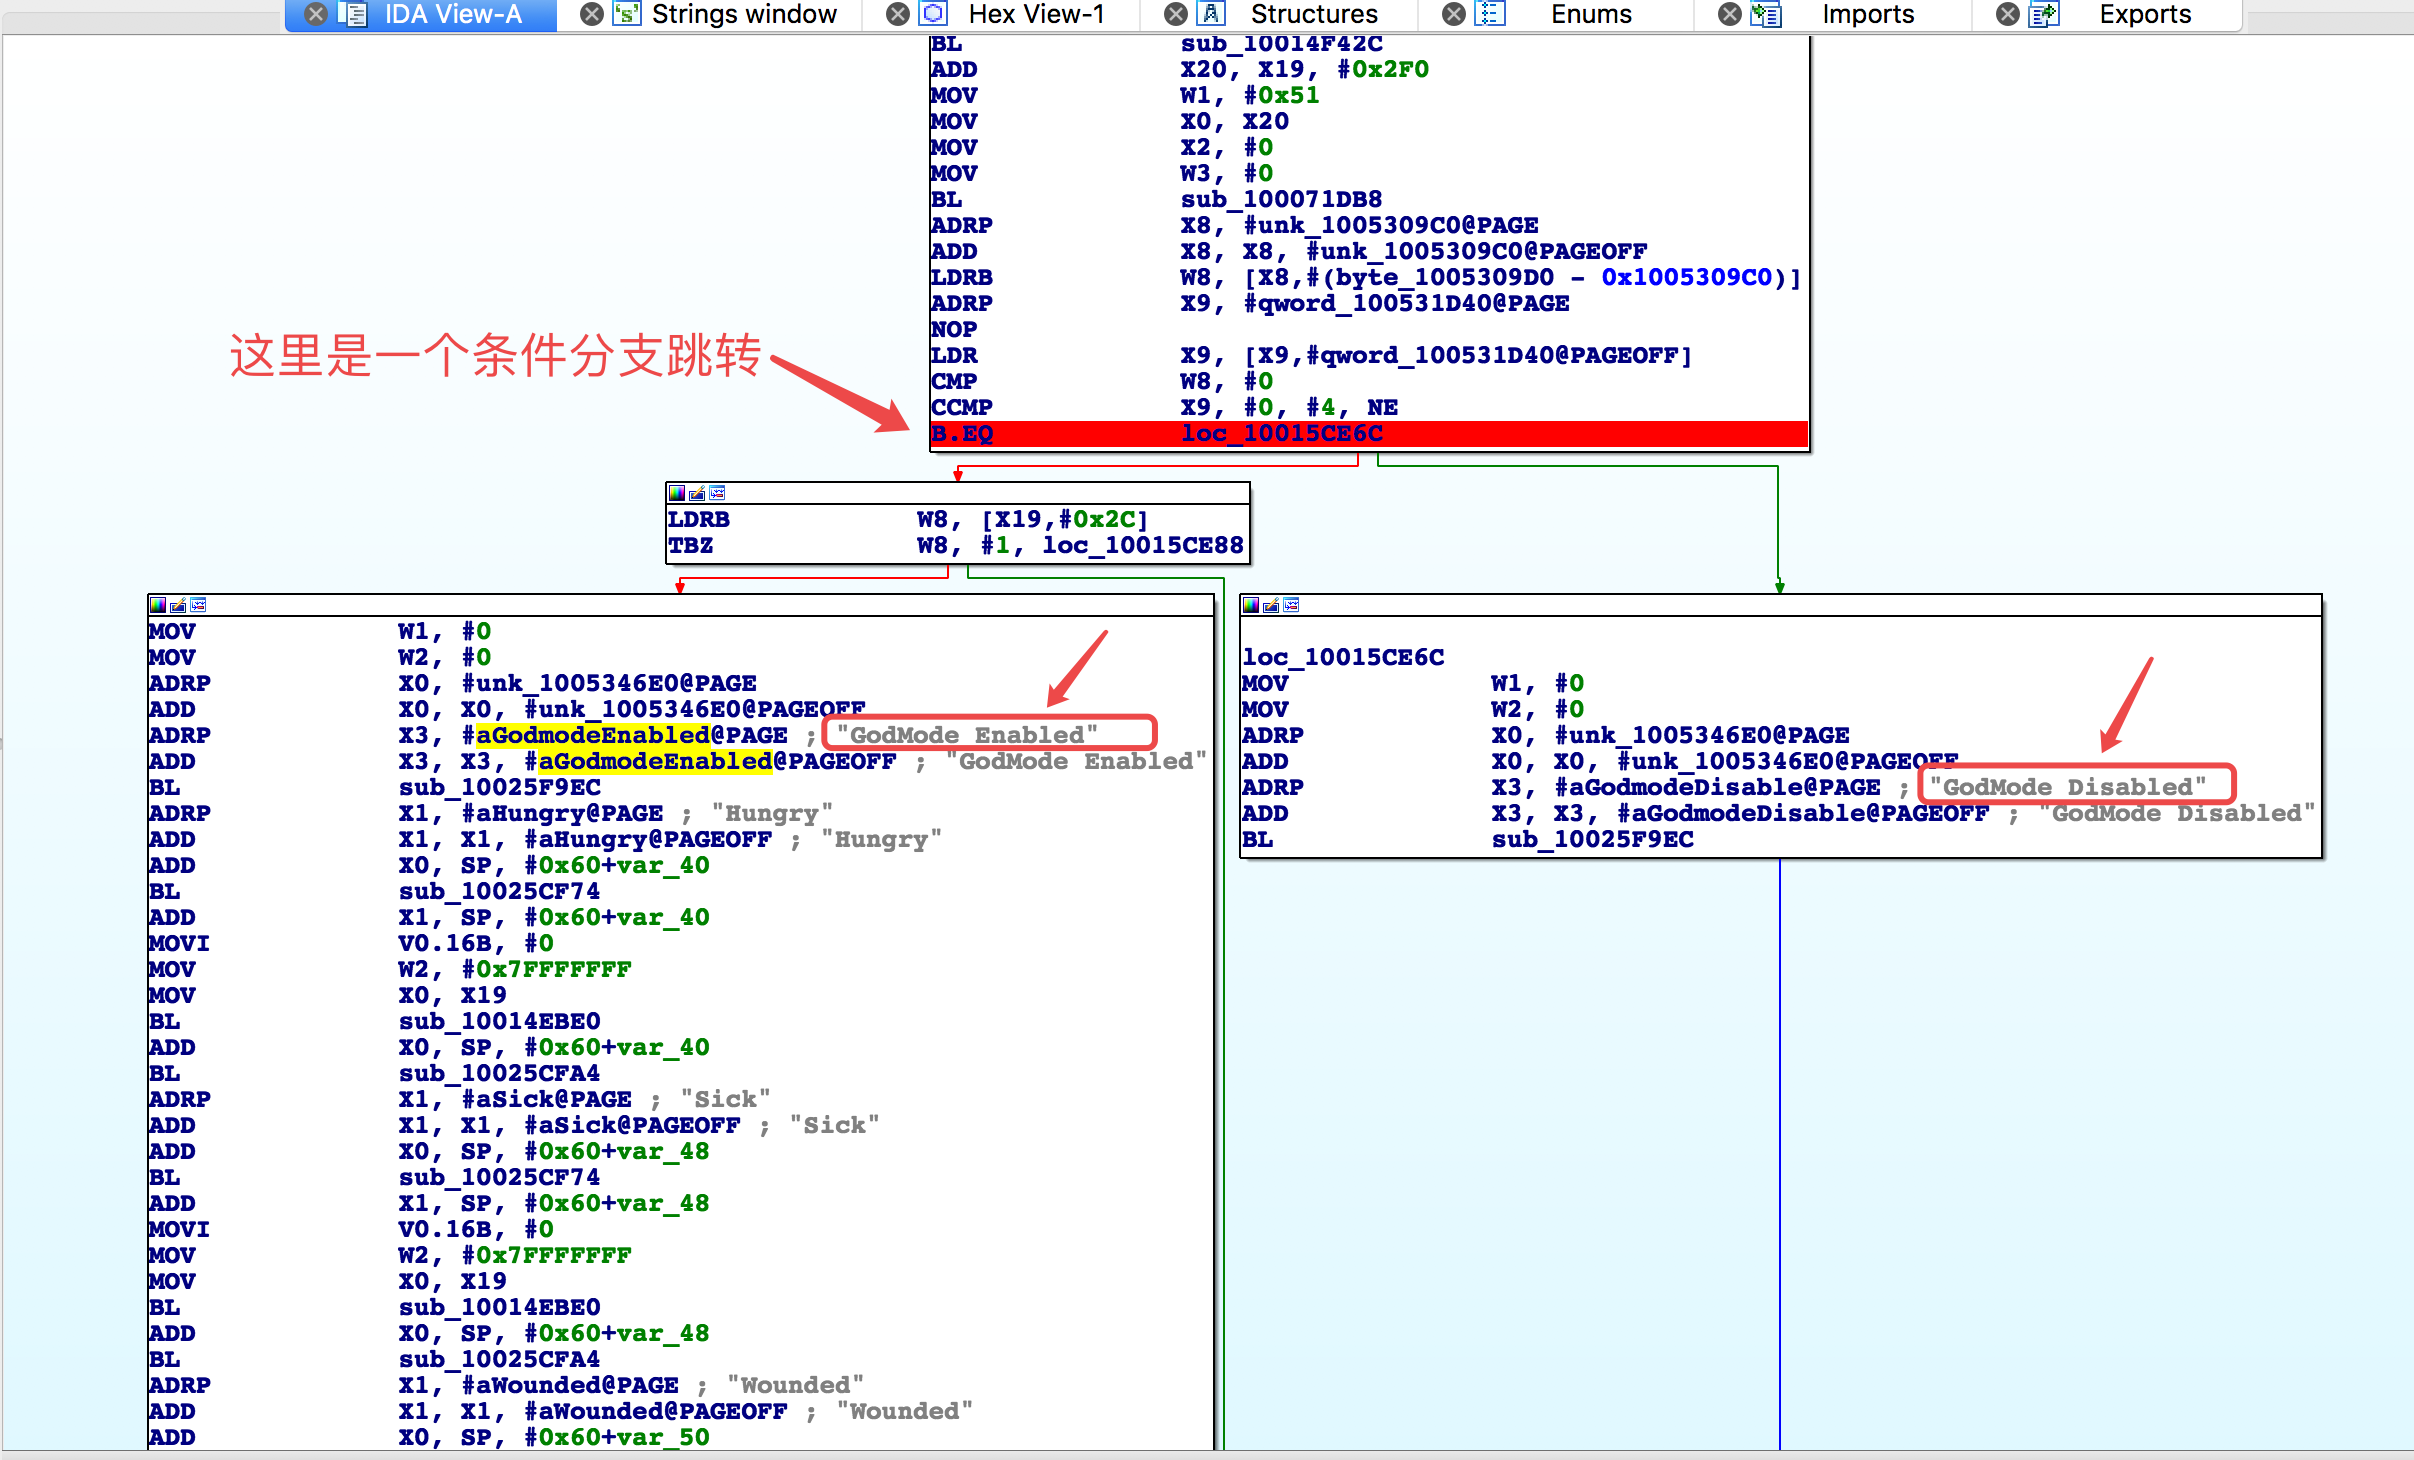 IDA View-A Strings window Hex View-1 Structures Enums Imports Exports
BL sub_10014F42C
ADD X20, X19, #0x2F0
MOV W1, #0x51
MOV X0, X20
MOV X2, #0
MOV W3, #0
BL sub_100071DB8
ADRP X8, #unk_1005309C0@PAGE
ADD X8, X8, #unk_1005309C0@PAGEOFF
LDRB W8, [X8,#(byte_1005309D0 - 0x1005309C0)]
ADRP X9, #qword_100531D40@PAGE
NOP
LDR X9, [X9,#qword_100531D40@PAGEOFF]
CMP W8, #0
CCMP X9, #0, #4, NE
B.EQ loc_10015CE6C
这里是一个条件分支跳转
LDRB W8, [X19,#0x2C]
TBZ W8, #1, loc_10015CE88
MOV W1, #0
MOV W2, #0
ADRP X0, #unk_1005346E0@PAGE
ADD X0, X0, #unk_1005346E0@PAGEOFF
ADRP X3, #aGodmodeEnabled@PAGE ; "GodMode Enabled"
ADD X3, X3, #aGodmodeEnabled@PAGEOFF ; "GodMode Enabled"
BL sub_10025F9EC
ADRP X1, #aHungry@PAGE ; "Hungry"
ADD X1, X1, #aHungry@PAGEOFF ; "Hungry"
ADD X0, SP, #0x60+var_40
BL sub_10025CF74
ADD X1, SP, #0x60+var_40
MOVI V0.16B, #0
MOV W2, #0x7FFFFFFF
MOV X0, X19
BL sub_10014EBE0
ADD X0, SP, #0x60+var_40
BL sub_10025CFA4
ADRP X1, #aSick@PAGE ; "Sick"
ADD X1, X1, #aSick@PAGEOFF ; "Sick"
ADD X0, SP, #0x60+var_48
BL sub_10025CF74
ADD X1, SP, #0x60+var_48
MOVI V0.16B, #0
MOV W2, #0x7FFFFFFF
MOV X0, X19
BL sub_10014EBE0
ADD X0, SP, #0x60+var_48
BL sub_10025CFA4
ADRP X1, #aWounded@PAGE ; "Wounded"
ADD X1, X1, #aWounded@PAGEOFF ; "Wounded"
ADD X0, SP, #0x60+var_50
loc_10015CE6C
MOV W1, #0
MOV W2, #0
ADRP X0, #unk_1005346E0@PAGE
ADD X0, X0, #unk_1005346E0@PAGEOFF
ADRP X3, #aGodmodeDisable@PAGE ; "GodMode Disabled"
ADD X3, X3, #aGodmodeDisable@PAGEOFF ; "GodMode Disabled"
BL sub_10025F9EC